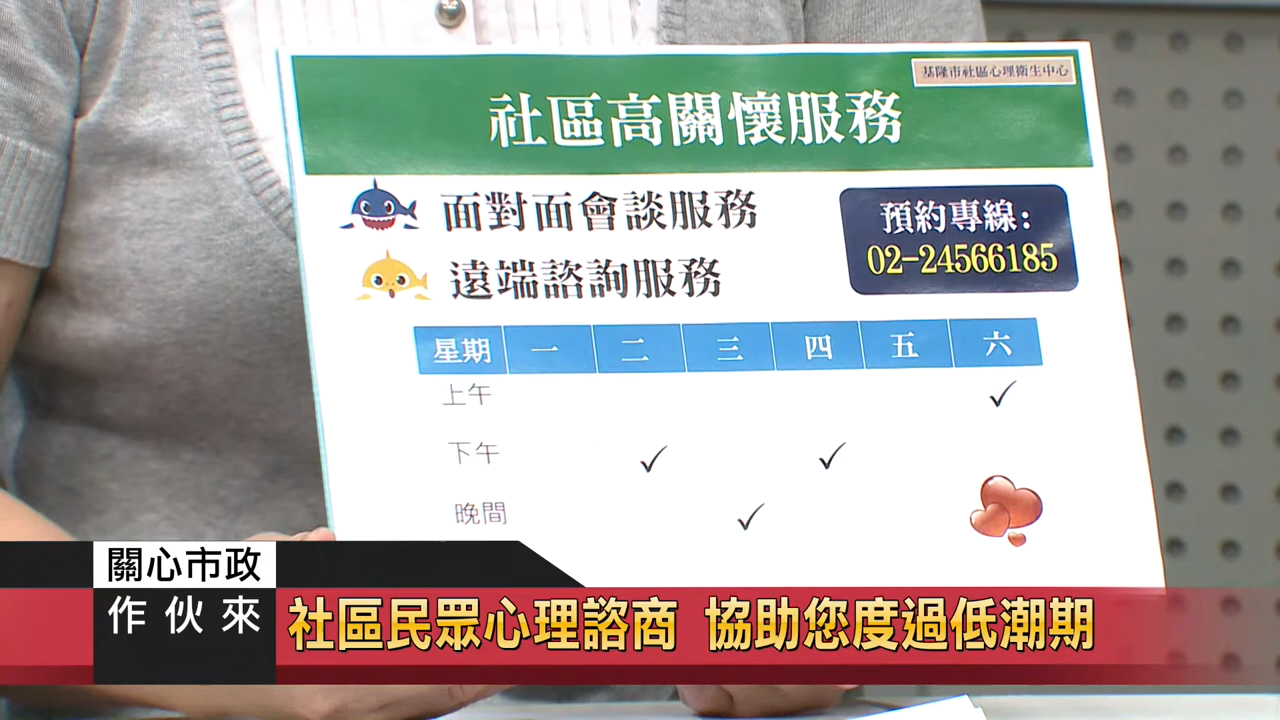 基隆市社區心理衛生中心
社區高關懷服務
面對面會談服務
遠端諮詢服務
預約專線:
02-24566185
星期 一 二 三 四 五 六
上午 ✓
下午 ✓ ✓
晚間 ✓
關心市政
作伙來
社區民眾心理諮商 協助您度過低潮期